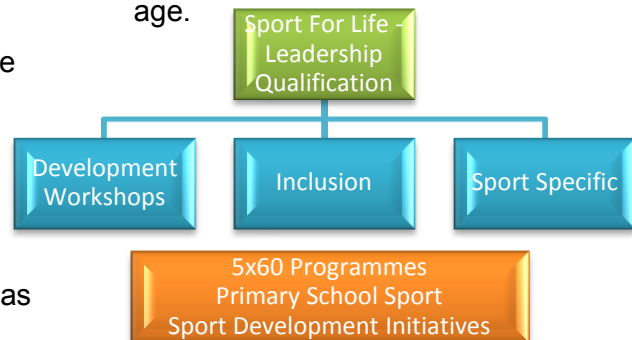 age.
e
Sport For Life -
Leadership
Qualification
Development
Workshops
Inclusion
Sport Specific
as
5x60 Programmes
Primary School Sport
Sport Development Initiatives